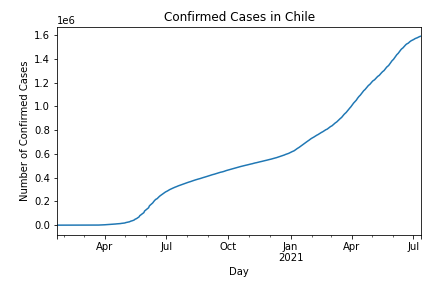 Confirmed Cases in Chile
1e6
Number of Confirmed Cases
1.6
1.4
1.2
1.0
0.8
0.6
0.4
0.2
0.0
Apr Jul Oct Jan Apr Jul
2021
Day